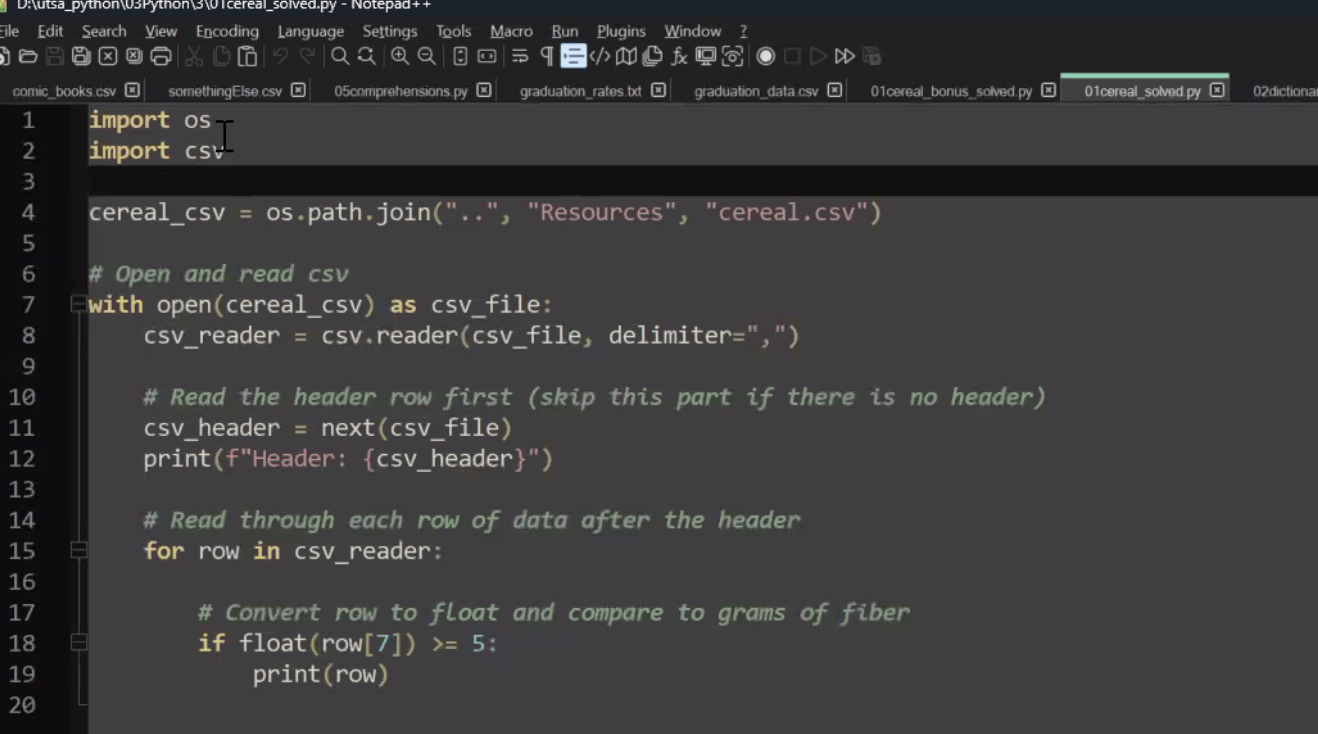 D:\utsa_python\03Python\3\01cereal_solved.py - Notepad++
File Edit Search View Encoding Language Settings Tools Macro Run Plugins Window ?
comic_books.csv somethingElse.csv 05comprehensions.py graduation_rates.txt graduation_data.csv 01cereal_bonus_solved.py 01cereal_solved.py
1 import os
2 import csv
3
4 cereal_csv = os.path.join("..", "Resources", "cereal.csv")
5
6 # Open and read csv
7 with open(cereal_csv) as csv_file:
8 csv_reader = csv.reader(csv_file, delimiter=",")
9
10 # Read the header row first (skip this part if there is no header)
11 csv_header = next(csv_file)
12 print(f"Header: {csv_header}")
13
14 # Read through each row of data after the header
15 for row in csv_reader:
16
17 # Convert row to float and compare to grams of fiber
18 if float(row[7]) >= 5:
19 print(row)
20